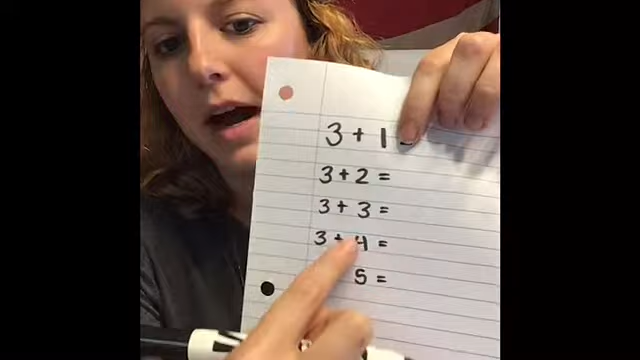 3 + 1
3 + 2 =
3 + 3 =
3 + 4 =
5 =